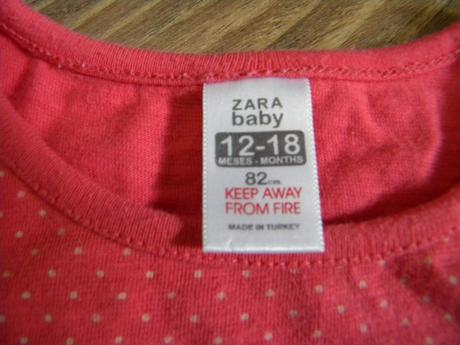 ZARA
baby
12-18
MESES - MONTHS
82cm.
KEEP AWAY
FROM FIRE
MADE IN TURKEY